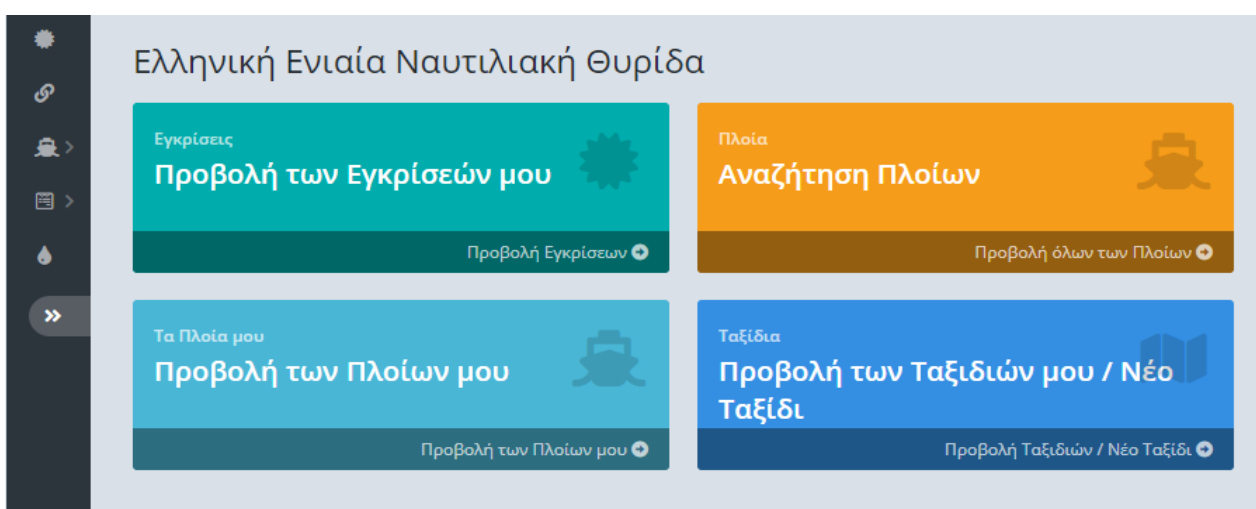 Ελληνική Ενιαία Ναυτιλιακή Θυρίδα
Εγκρίσεις
Προβολή των Εγκρίσεών μου
Προβολή Εγκρίσεων
Πλοία
Αναζήτηση Πλοίων
Προβολή όλων των Πλοίων
Τα Πλοία μου
Προβολή των Πλοίων μου
Προβολή των Πλοίων μου
Ταξίδια
Προβολή των Ταξιδιών μου / Νέο
Ταξίδι
Προβολή Ταξιδιών / Νέο Ταξίδι